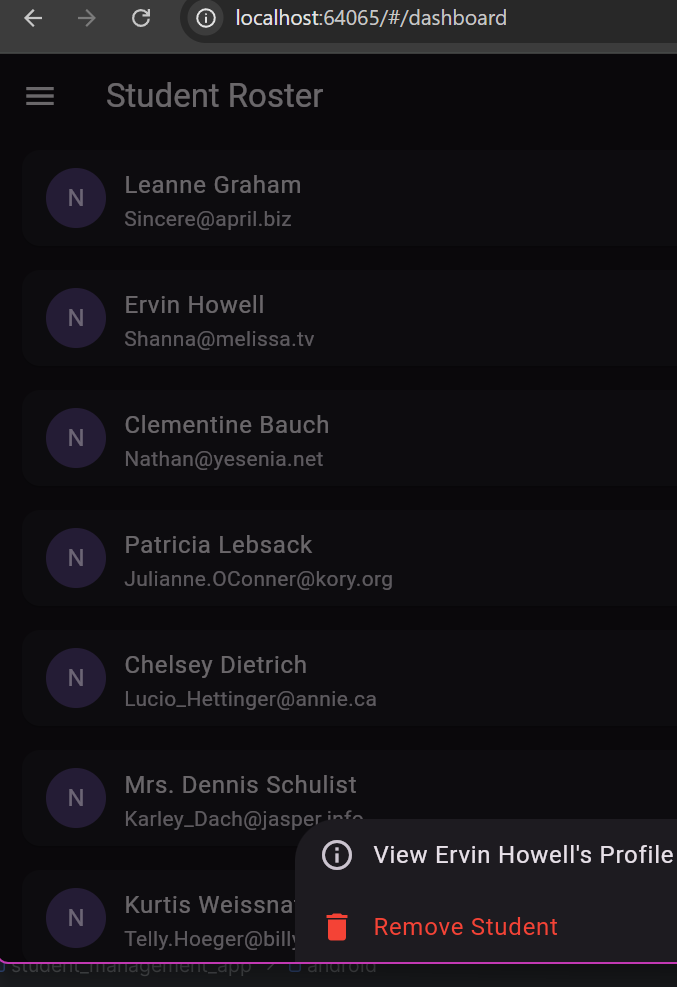 localhost:64065/#/dashboard
Student Roster
N
Leanne Graham
Sincere@april.biz
N
Ervin Howell
Shanna@melissa.tv
N
Clementine Bauch
Nathan@yesenia.net
N
Patricia Lebsack
Julianne.OConner@kory.org
N
Chelsey Dietrich
Lucio_Hettinger@annie.ca
N
Mrs. Dennis Schulist
Karley_Dach@jasper.info
N
Kurtis Weissna
Telly.Hoeger@billy
View Ervin Howell's Profile
Remove Student
student_management_app > android